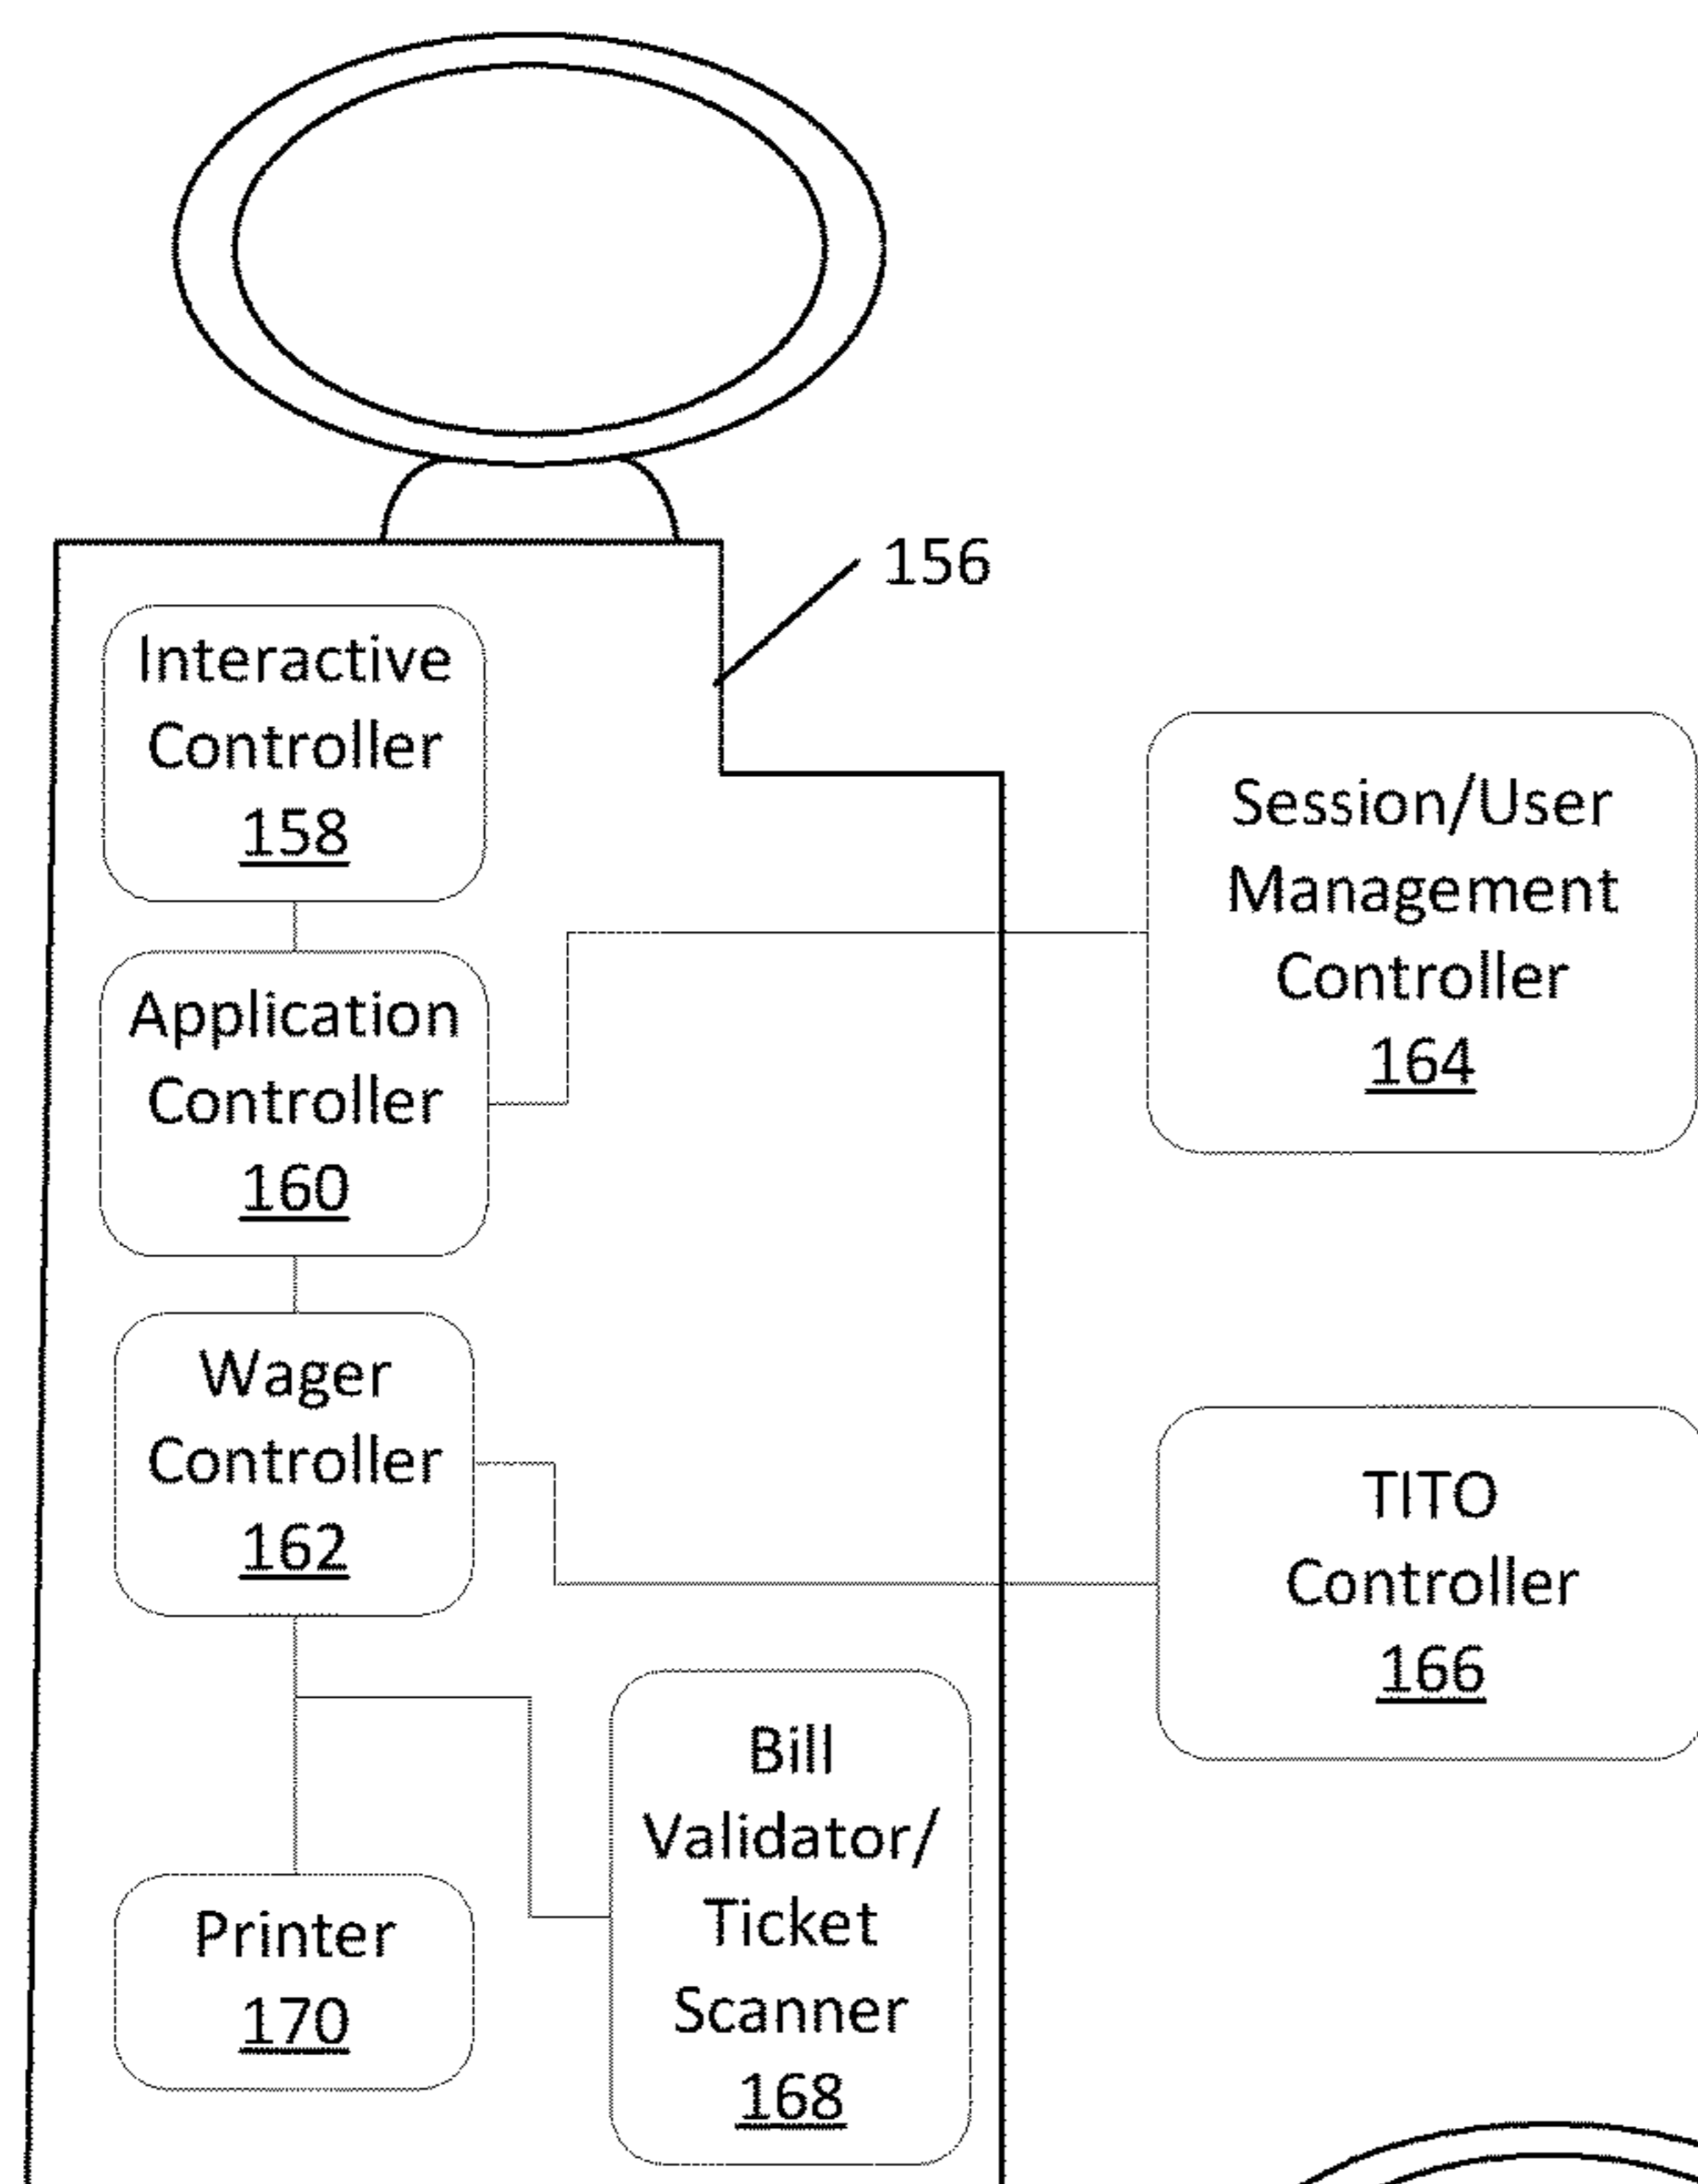 156
Interactive
Controller
158
Session/User
Management
Controller
164
Application
Controller
160
Wager
Controller
162
TITO
Controller
166
Bill
Validator/
Ticket
Scanner
168
Printer
170